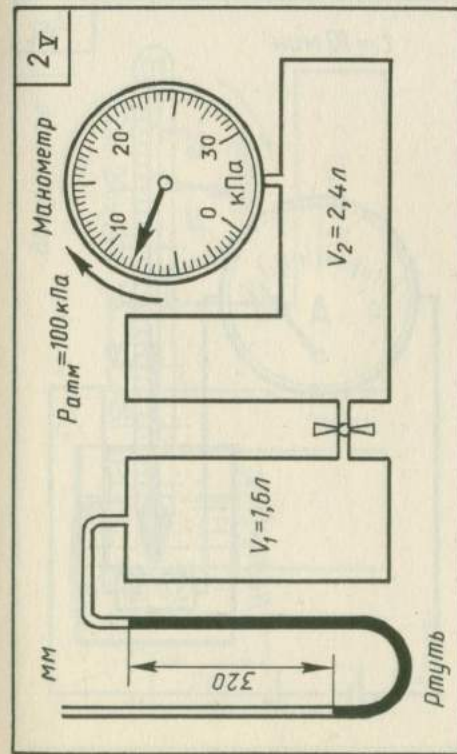 2 V
Манометр
Pатм=100 кПа
0
10
20
30
кПа
мм
320
V₁=1,6л
V₂=2,4л
Ртуть